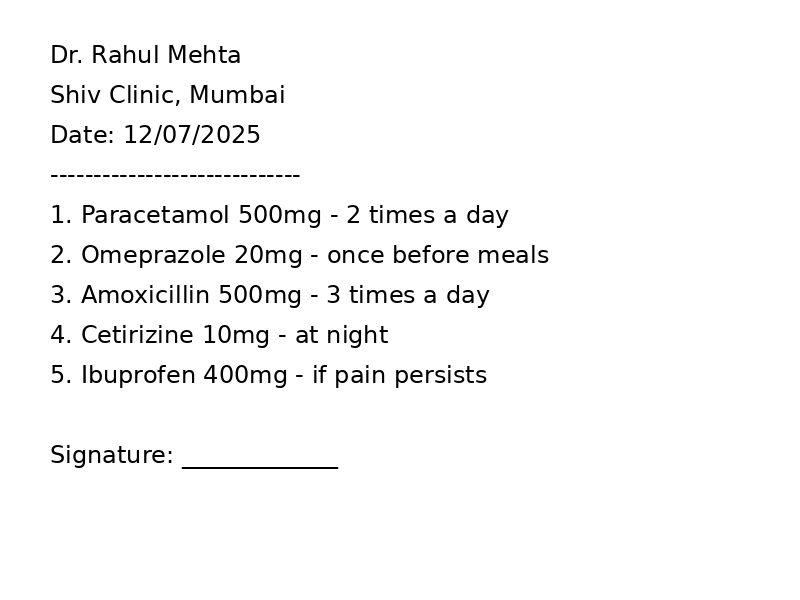 Dr. Rahul Mehta
Shiv Clinic, Mumbai
Date: 12/07/2025
-----------------------------
1. Paracetamol 500mg - 2 times a day
2. Omeprazole 20mg - once before meals
3. Amoxicillin 500mg - 3 times a day
4. Cetirizine 10mg - at night
5. Ibuprofen 400mg - if pain persists
Signature: _____________